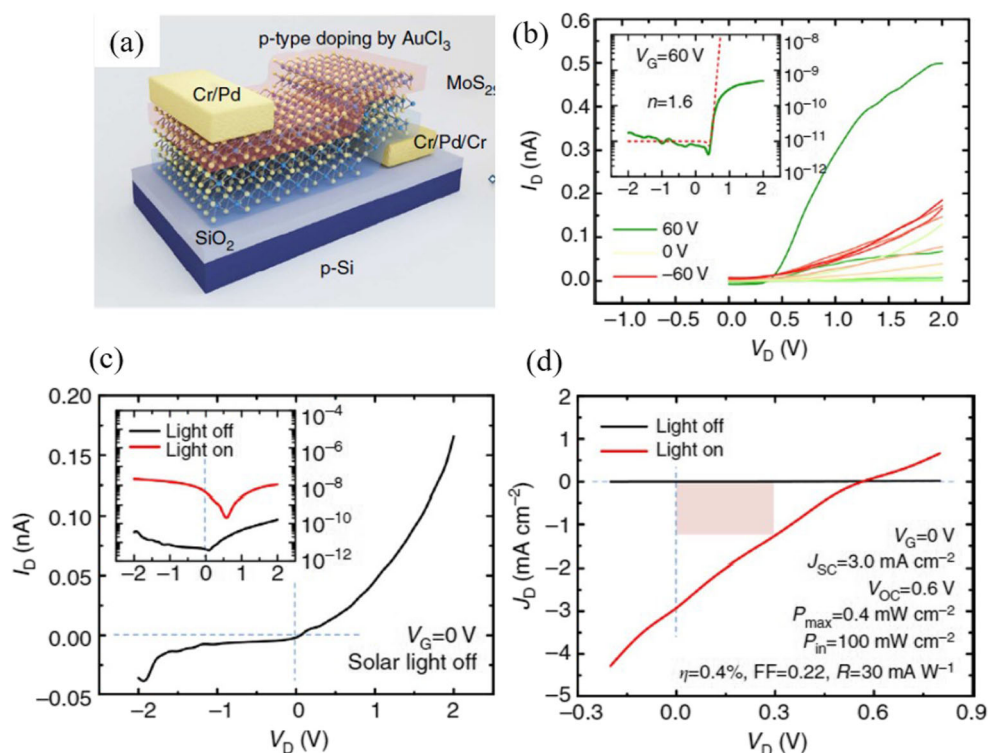 (a)
p-type doping by AuCl3
Cr/Pd
MoS2
Cr/Pd/Cr
SiO2
p-Si
(b)
0.6
0.5
0.4
0.3
0.2
0.1
0.0
ID (nA)
VG=60 V
n=1.6
10−8
10−9
10−10
10−11
10−12
−2 −1 0 1 2
60 V
0 V
−60 V
−1.0 −0.5 0.0 0.5 1.0 1.5 2.0
VD (V)
(c)
0.20
0.15
0.10
0.05
0.00
−0.05
ID (nA)
Light off
Light on
10−4
10−6
10−8
10−10
10−12
−2 −1 0 1 2
VG=0 V
Solar light off
−2 −1 0 1 2
VD (V)
(d)
2
1
0
−1
−2
−3
−4
−5
JD (mA cm−2)
Light off
Light on
VG=0 V
JSC=3.0 mA cm−2
VOC=0.6 V
Pmax=0.4 mW cm−2
Pin=100 mW cm−2
η=0.4%, FF=0.22, R=30 mA W−1
−0.3 0.0 0.3 0.6 0.9
VD (V)